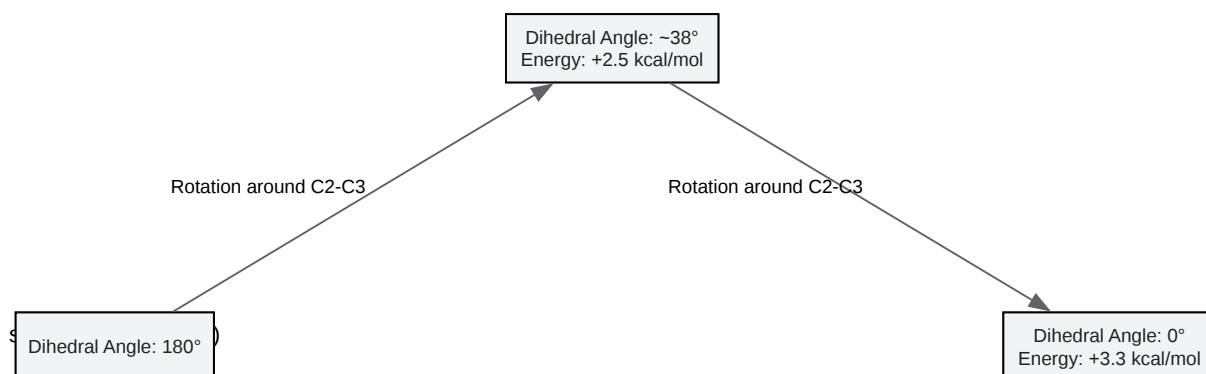 Dihedral Angle: ~38°
Energy: +2.5 kcal/mol
Rotation around C2-C3
Rotation around C2-C3
Dihedral Angle: 180°
Dihedral Angle: 0°
Energy: +3.3 kcal/mol